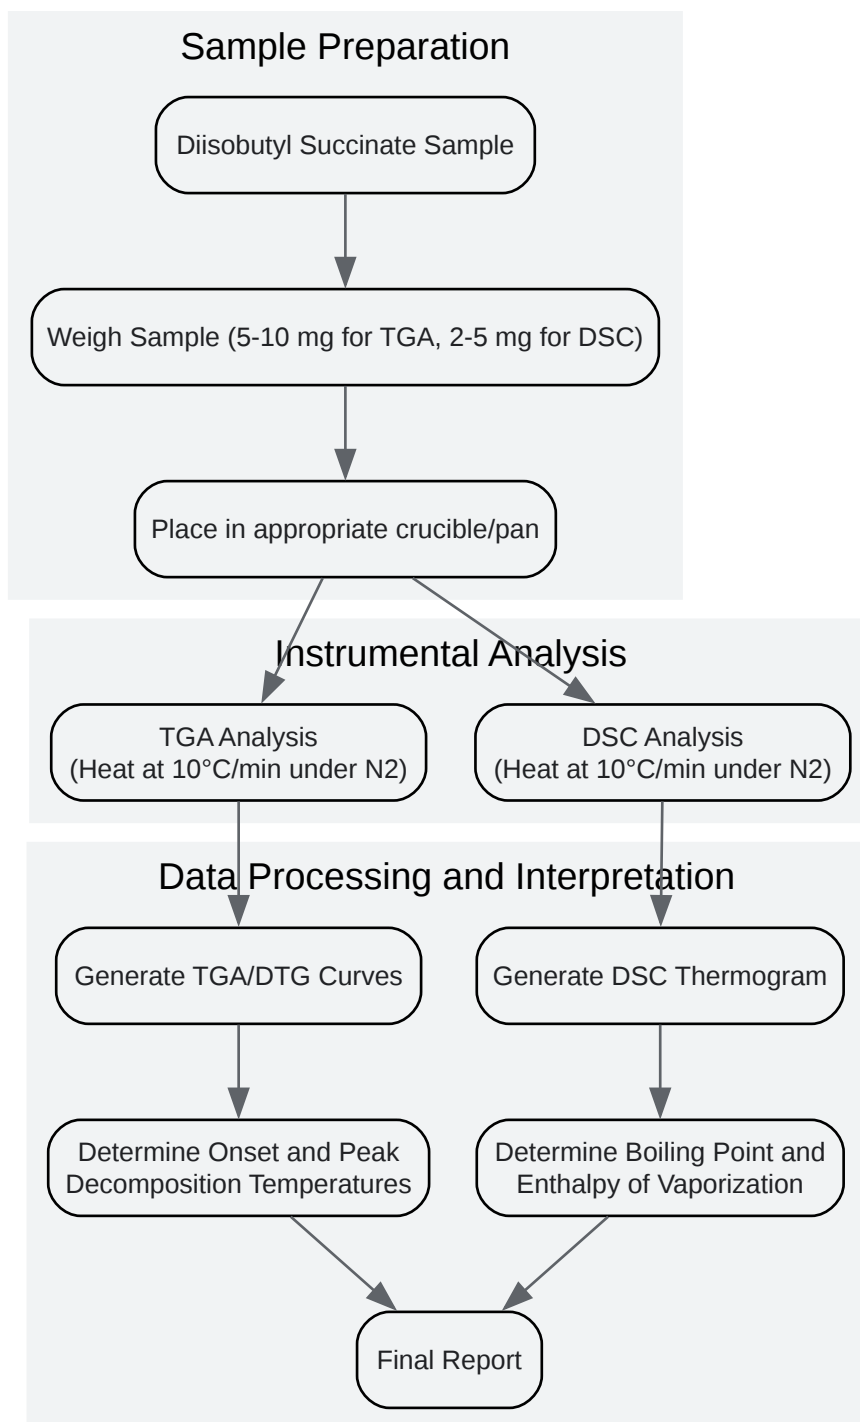 Sample Preparation
Diisobutyl Succinate Sample
Weigh Sample (5-10 mg for TGA, 2-5 mg for DSC)
Place in appropriate crucible/pan
Instrumental Analysis
TGA Analysis
(Heat at 10°C/min under N2)
DSC Analysis
(Heat at 10°C/min under N2)
Data Processing and Interpretation
Generate TGA/DTG Curves
Generate DSC Thermogram
Determine Onset and Peak
Decomposition Temperatures
Determine Boiling Point and
Enthalpy of Vaporization
Final Report